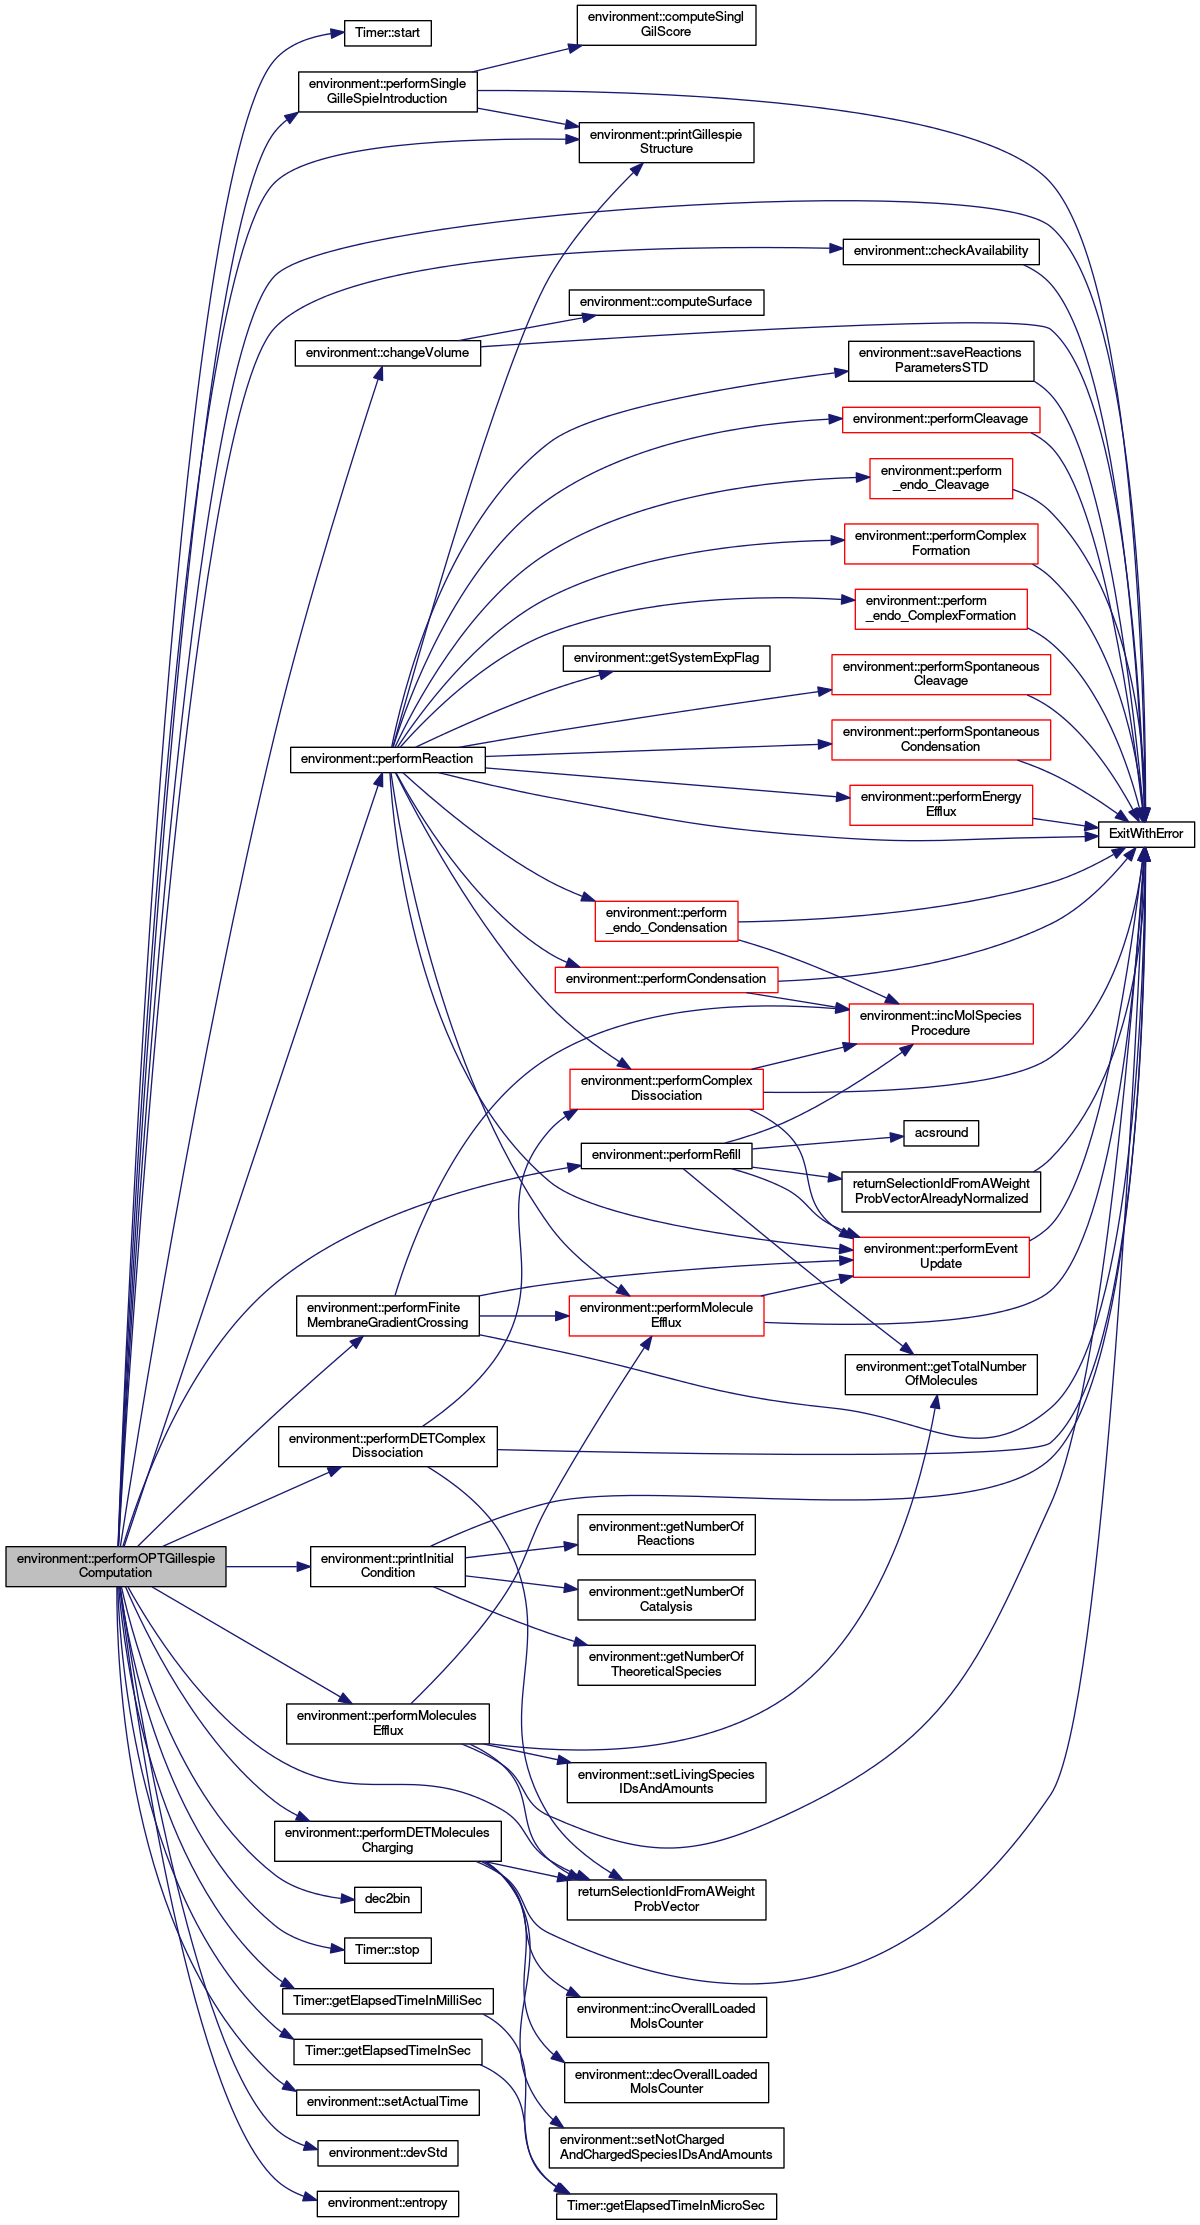 environment::computeSingl
GilScore
Timer::start
environment::performSingle
GilleSpieIntroduction
environment::printGillespie
Structure
environment::checkAvailability
environment::computeSurface
environment::changeVolume
environment::saveReactions
ParametersSTD
environment::performCleavage
environment::perform
_endo_Cleavage
environment::performComplex
Formation
environment::perform
_endo_ComplexFormation
environment::getSystemExpFlag
environment::performSpontaneous
Cleavage
environment::performSpontaneous
Condensation
environment::performReaction
environment::performEnergy
Efflux
ExitWithError
environment::perform
_endo_Condensation
environment::performCondensation
environment::incMolSpecies
Procedure
environment::performComplex
Dissociation
acsround
environment::performRefill
returnSelectionIdFromAWeight
ProbVectorAlreadyNormalized
environment::performEvent
Update
environment::performFinite
MembraneGradientCrossing
environment::performMolecule
Efflux
environment::getTotalNumber
OfMolecules
environment::performDETComplex
Dissociation
environment::getNumberOf
Reactions
environment::performOPTGillespie
Computation
environment::printInitial
Condition
environment::getNumberOf
Catalysis
environment::getNumberOf
TheoreticalSpecies
environment::performMolecules
Efflux
environment::setLivingSpecies
IDsAndAmounts
environment::performDETMolecules
Charging
returnSelectionIdFromAWeight
ProbVector
dec2bin
Timer::stop
Timer::getElapsedTimeInMilliSec
environment::incOverallLoaded
MolsCounter
Timer::getElapsedTimeInSec
environment::decOverallLoaded
MolsCounter
environment::setActualTime
environment::setNotCharged
AndChargedSpeciesIDsAndAmounts
environment::devStd
environment::entropy
Timer::getElapsedTimeInMicroSec